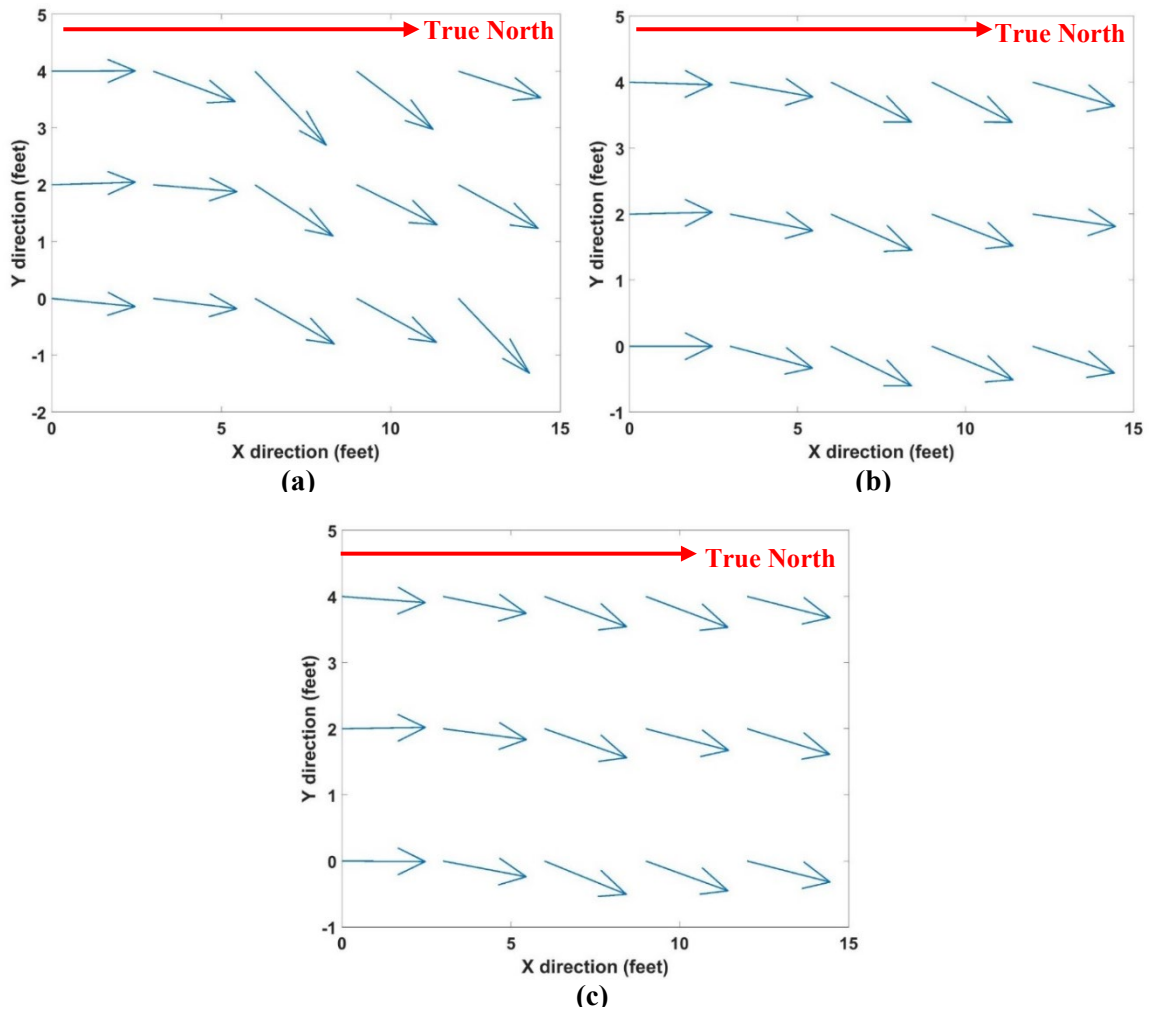 True North
5
4
3
2
1
0
-1
-2
Y direction (feet)
0
5
10
15
X direction (feet)
(a)
True North
5
4
3
2
1
0
-1
Y direction (feet)
0
5
10
15
X direction (feet)
(b)
True North
5
4
3
2
1
0
-1
Y direction (feet)
0
5
10
15
X direction (feet)
(c)